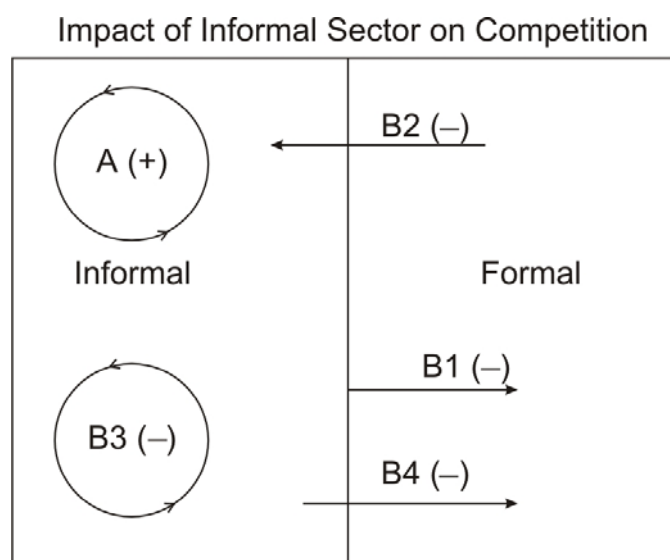 Impact of Informal Sector on Competition
A (+)
B2 (–)
Informal
Formal
B1 (–)
B3 (–)
B4 (–)